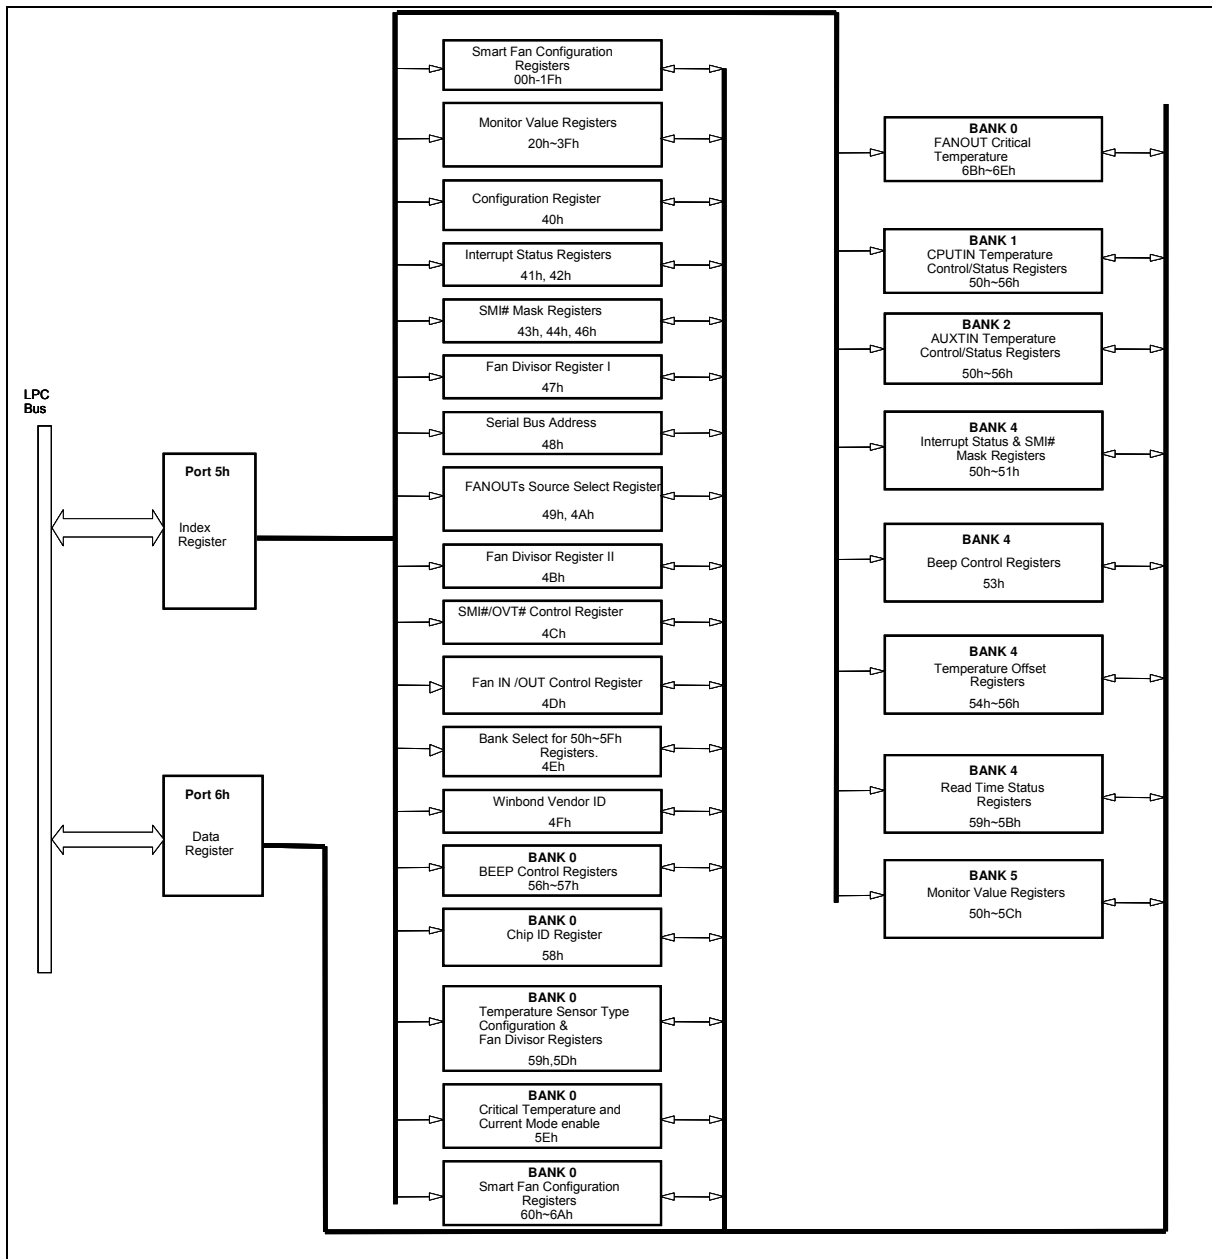 LPC
Bus
Port 5h
Index
Register
Port 6h
Data
Register
Smart Fan Configuration
Registers
00h-1Fh
Monitor Value Registers
20h~3Fh
Configuration Register
40h
Interrupt Status Registers
41h, 42h
SMI# Mask Registers
43h, 44h, 46h
Fan Divisor Register I
47h
Serial Bus Address
48h
FANOUTs Source Select Register
49h, 4Ah
Fan Divisor Register II
4Bh
SMI#/OVT# Control Register
4Ch
Fan IN /OUT Control Register
4Dh
Bank Select for 50h~5Fh
Registers.
4Eh
Winbond Vendor ID
4Fh
BANK 0
BEEP Control Registers
56h~57h
BANK 0
Chip ID Register
58h
BANK 0
Temperature Sensor Type
Configuration &
Fan Divisor Registers
59h,5Dh
BANK 0
Critical Temperature and
Current Mode enable
5Eh
BANK 0
Smart Fan Configuration
Registers
60h~6Ah
BANK 0
FANOUT Critical
Temperature
6Bh~6Eh
BANK 1
CPUTIN Temperature
Control/Status Registers
50h~56h
BANK 2
AUXTIN Temperature
Control/Status Registers
50h~56h
BANK 4
Interrupt Status & SMI#
Mask Registers
50h~51h
BANK 4
Beep Control Registers
53h
BANK 4
Temperature Offset
Registers
54h~56h
BANK 4
Read Time Status
Registers
59h~5Bh
BANK 5
Monitor Value Registers
50h~5Ch